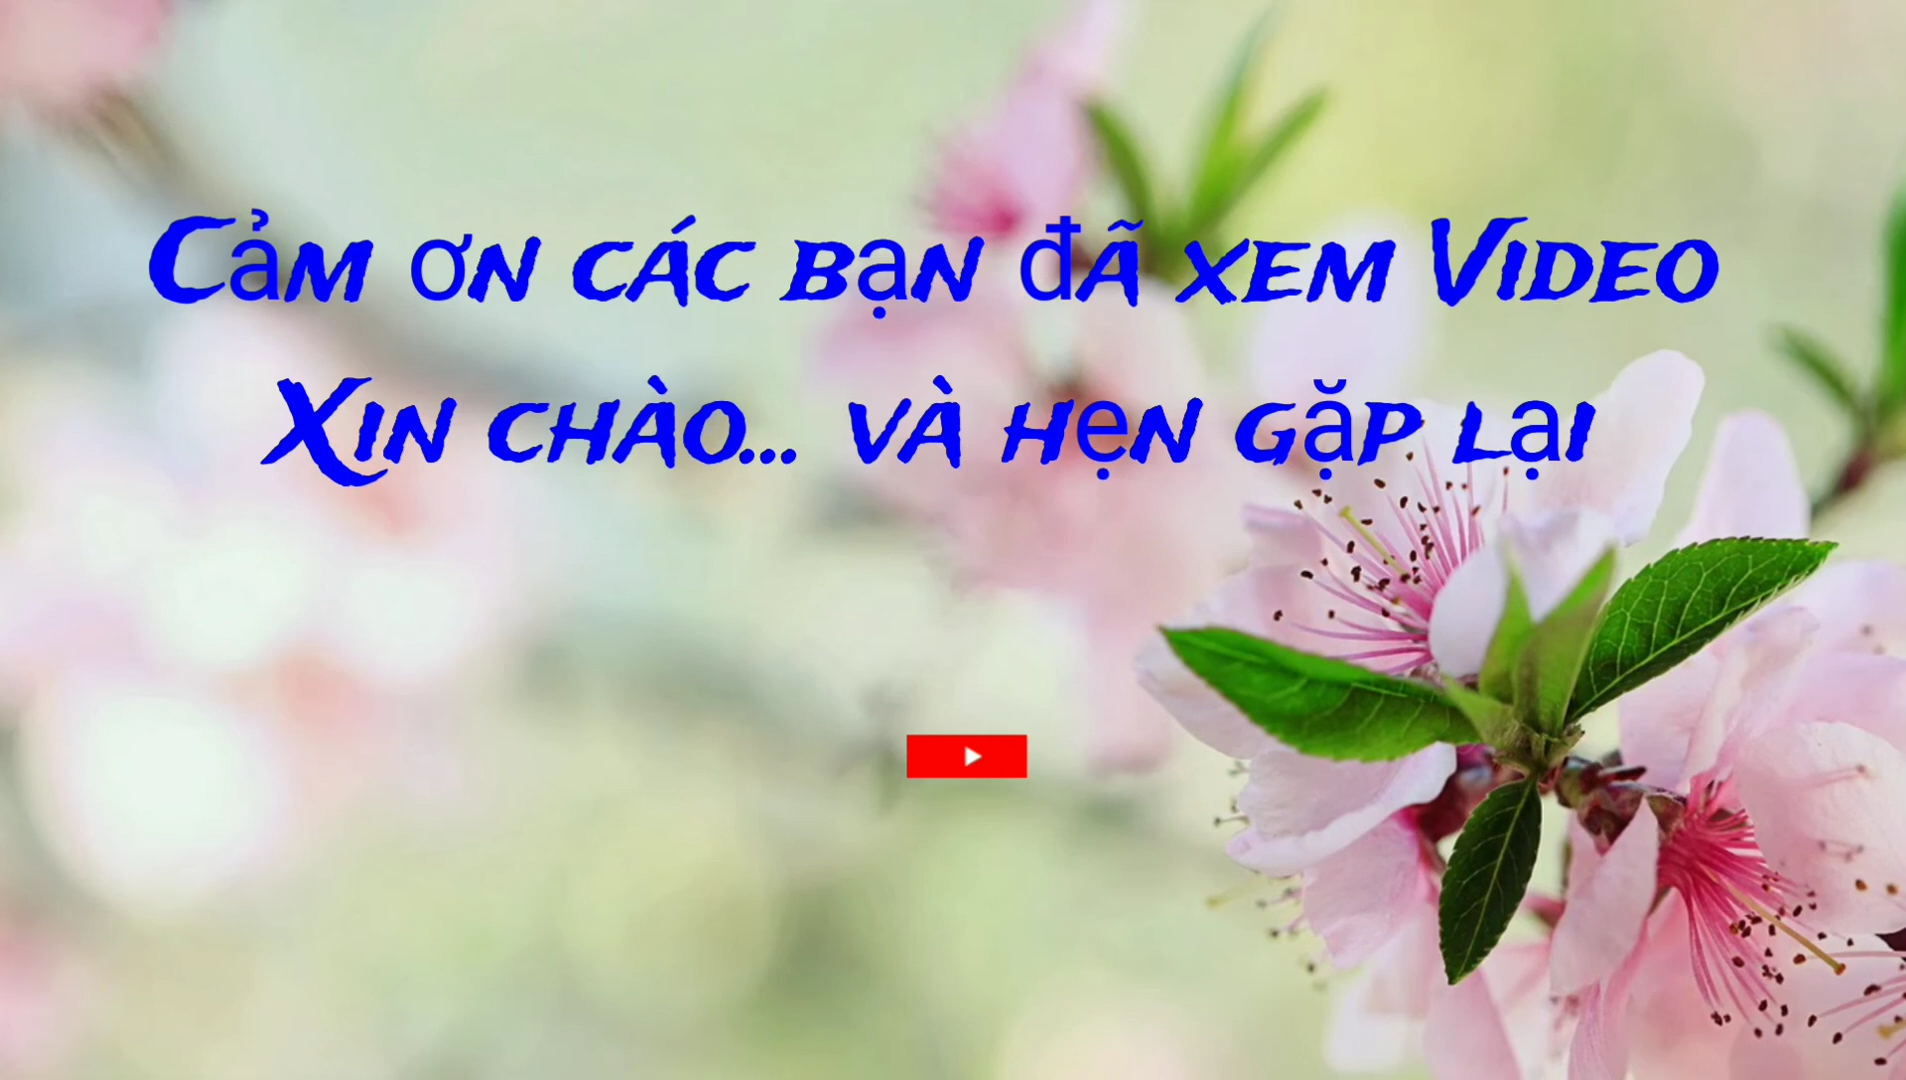 Cảm ơn các bạn đã xem Video
Xin chào... và hẹn gặp lại